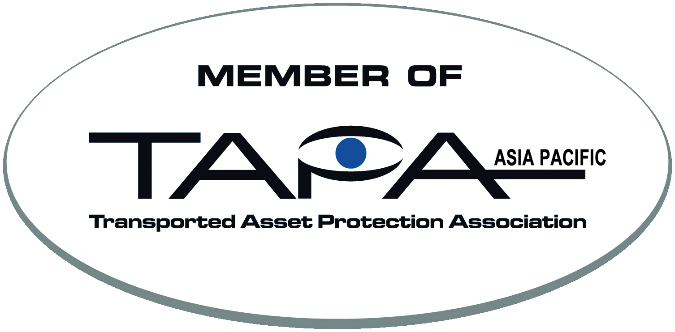 MEMBER OF
TAPA ASIA PACIFIC
Transported Asset Protection Association